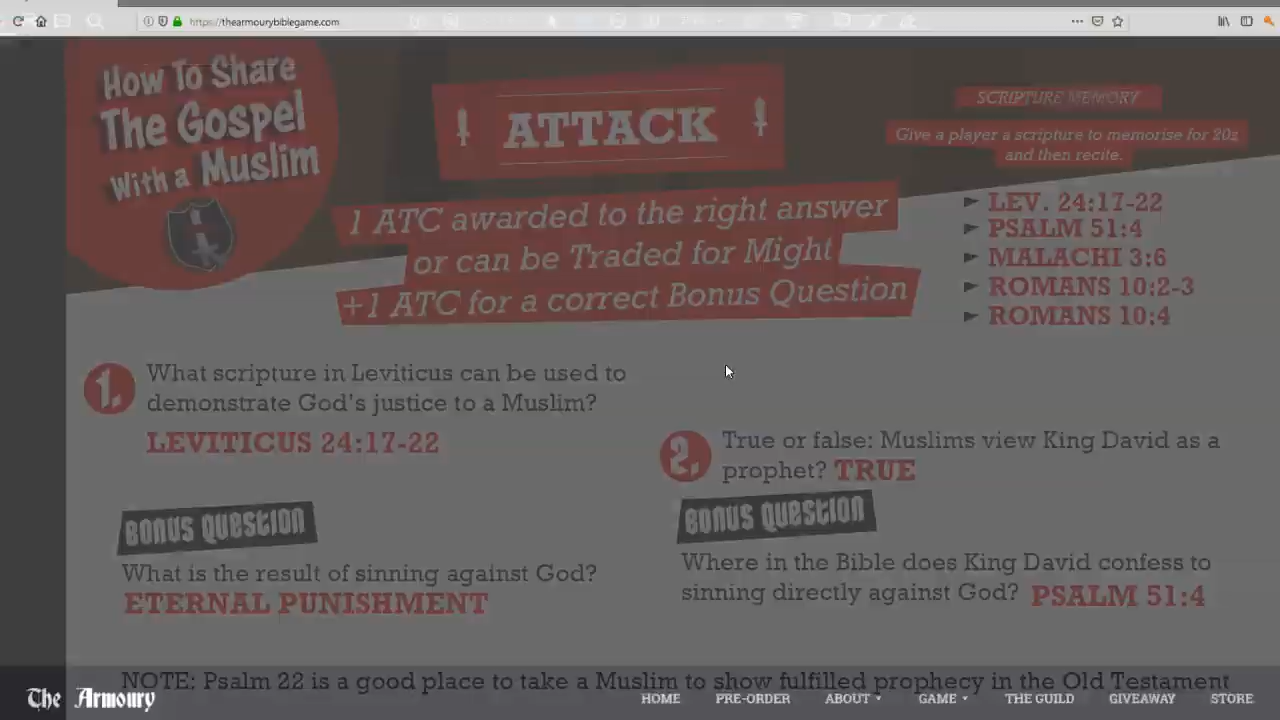 https://thearmourybiblegame.com
How To Share
The Gospel
With a Muslim
ATTACK
1 ATC awarded to the right answer
or can be Traded for Might
+1 ATC for a correct Bonus Question
SCRIPTURE MEMORY
Give a player a scripture to memorise for 20s
and then recite.
LEV. 24:17-22
PSALM 51:4
MALACHI 3:6
ROMANS 10:2-3
ROMANS 10:4
1. What scripture in Leviticus can be used to
demonstrate God's justice to a Muslim?
LEVITICUS 24:17-22
BONUS QUESTION
What is the result of sinning against God?
ETERNAL PUNISHMENT
2. True or false: Muslims view King David as a
prophet? TRUE
BONUS QUESTION
Where in the Bible does King David confess to
sinning directly against God? PSALM 51:4
NOTE: Psalm 22 is a good place to take a Muslim to show fulfilled prophecy in the Old Testament
The Armoury
HOME PRE-ORDER ABOUT GAME THE GUILD GIVEAWAY STORE